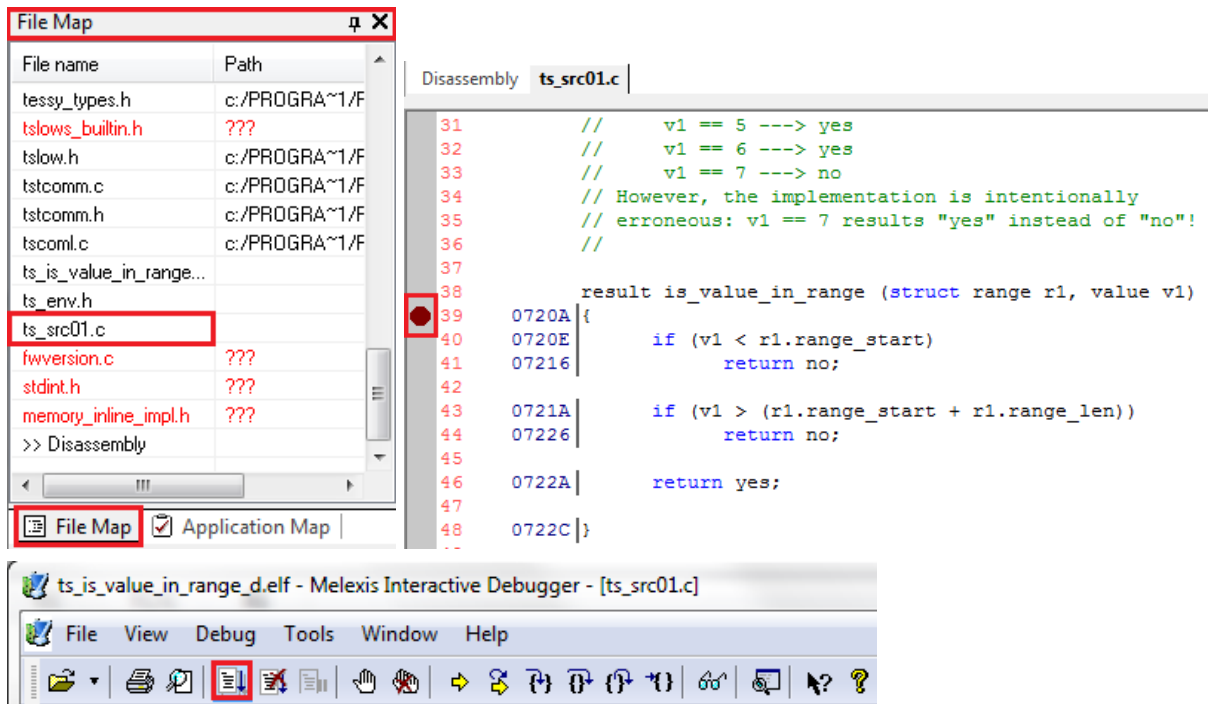 File Map
File name Path
tessy_types.h c:/PROGRA~1/F
tslows_builtin.h ???
tslow.h c:/PROGRA~1/F
tstcomm.c c:/PROGRA~1/F
tstcomm.h c:/PROGRA~1/F
tscoml.c c:/PROGRA~1/F
ts_is_value_in_range...
ts_env.h
ts_src01.c
fwversion.c ???
stdint.h ???
memory_inline_impl.h ???
>> Disassembly
File Map Application Map
Disassembly ts_src01.c
31 // v1 == 5 ---> yes
32 // v1 == 6 ---> yes
33 // v1 == 7 ---> no
34 // However, the implementation is intentionally
35 // erroneous: v1 == 7 results "yes" instead of "no"!
36 //
37
38 result is_value_in_range (struct range r1, value v1)
39 0720A {
40 0720E if (v1 < r1.range_start)
41 07216 return no;
42
43 0721A if (v1 > (r1.range_start + r1.range_len))
44 07226 return no;
45
46 0722A return yes;
47
48 0722C }
ts_is_value_in_range_d.elf - Melexis Interactive Debugger - [ts_src01.c]
File View Debug Tools Window Help